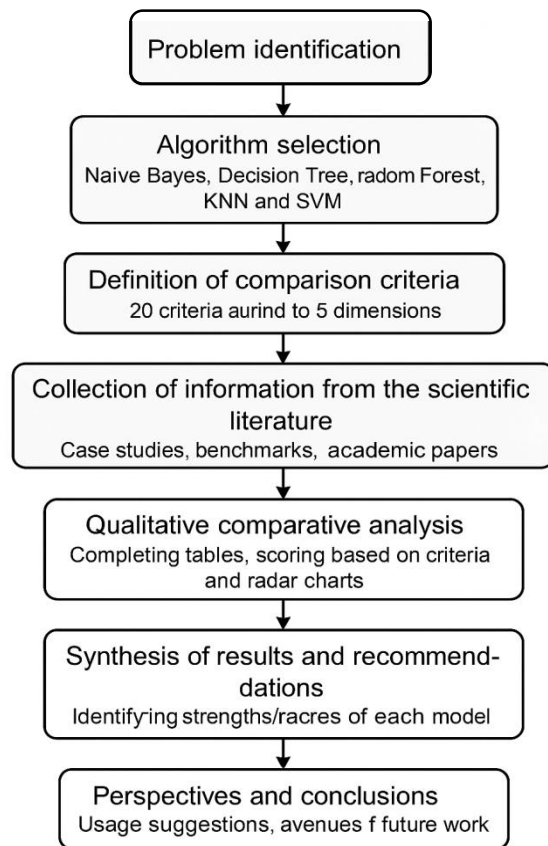 Problem identification
Algorithm selection
Naive Bayes, Decision Tree, radom Forest,
KNN and SVM
Definition of comparison criteria
20 criteria aurind to 5 dimensions
Collection of information from the scientific
literature
Case studies, benchmarks, academic papers
Qualitative comparative analysis
Completing tables, scoring based on criteria
and radar charts
Synthesis of results and recommend-
dations
Identifying strengths/racres of each model
Perspectives and conclusions
Usage suggestions, avenues f future work